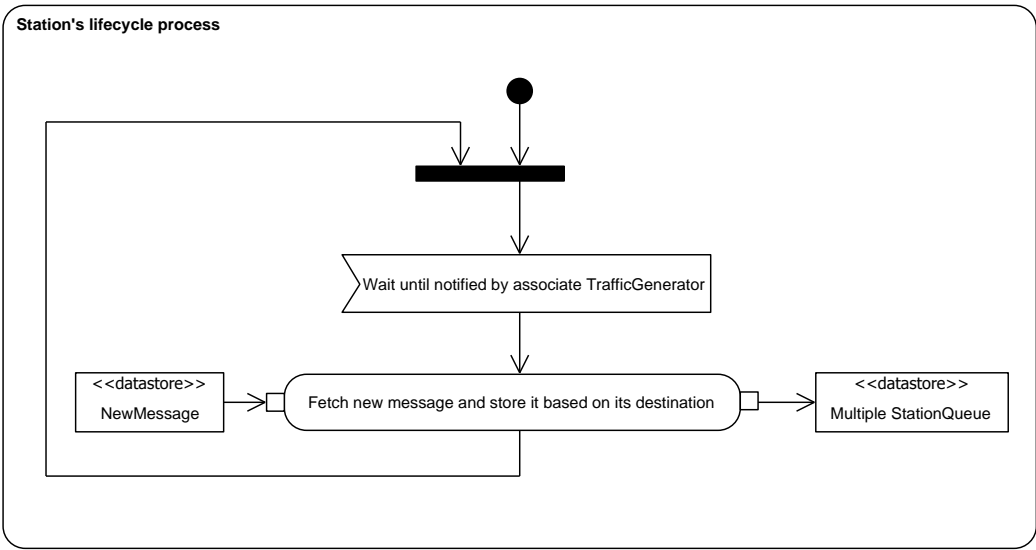 Station's lifecycle process
Wait until notified by associate TrafficGenerator
<<datastore>>
NewMessage
Fetch new message and store it based on its destination
<<datastore>>
Multiple StationQueue